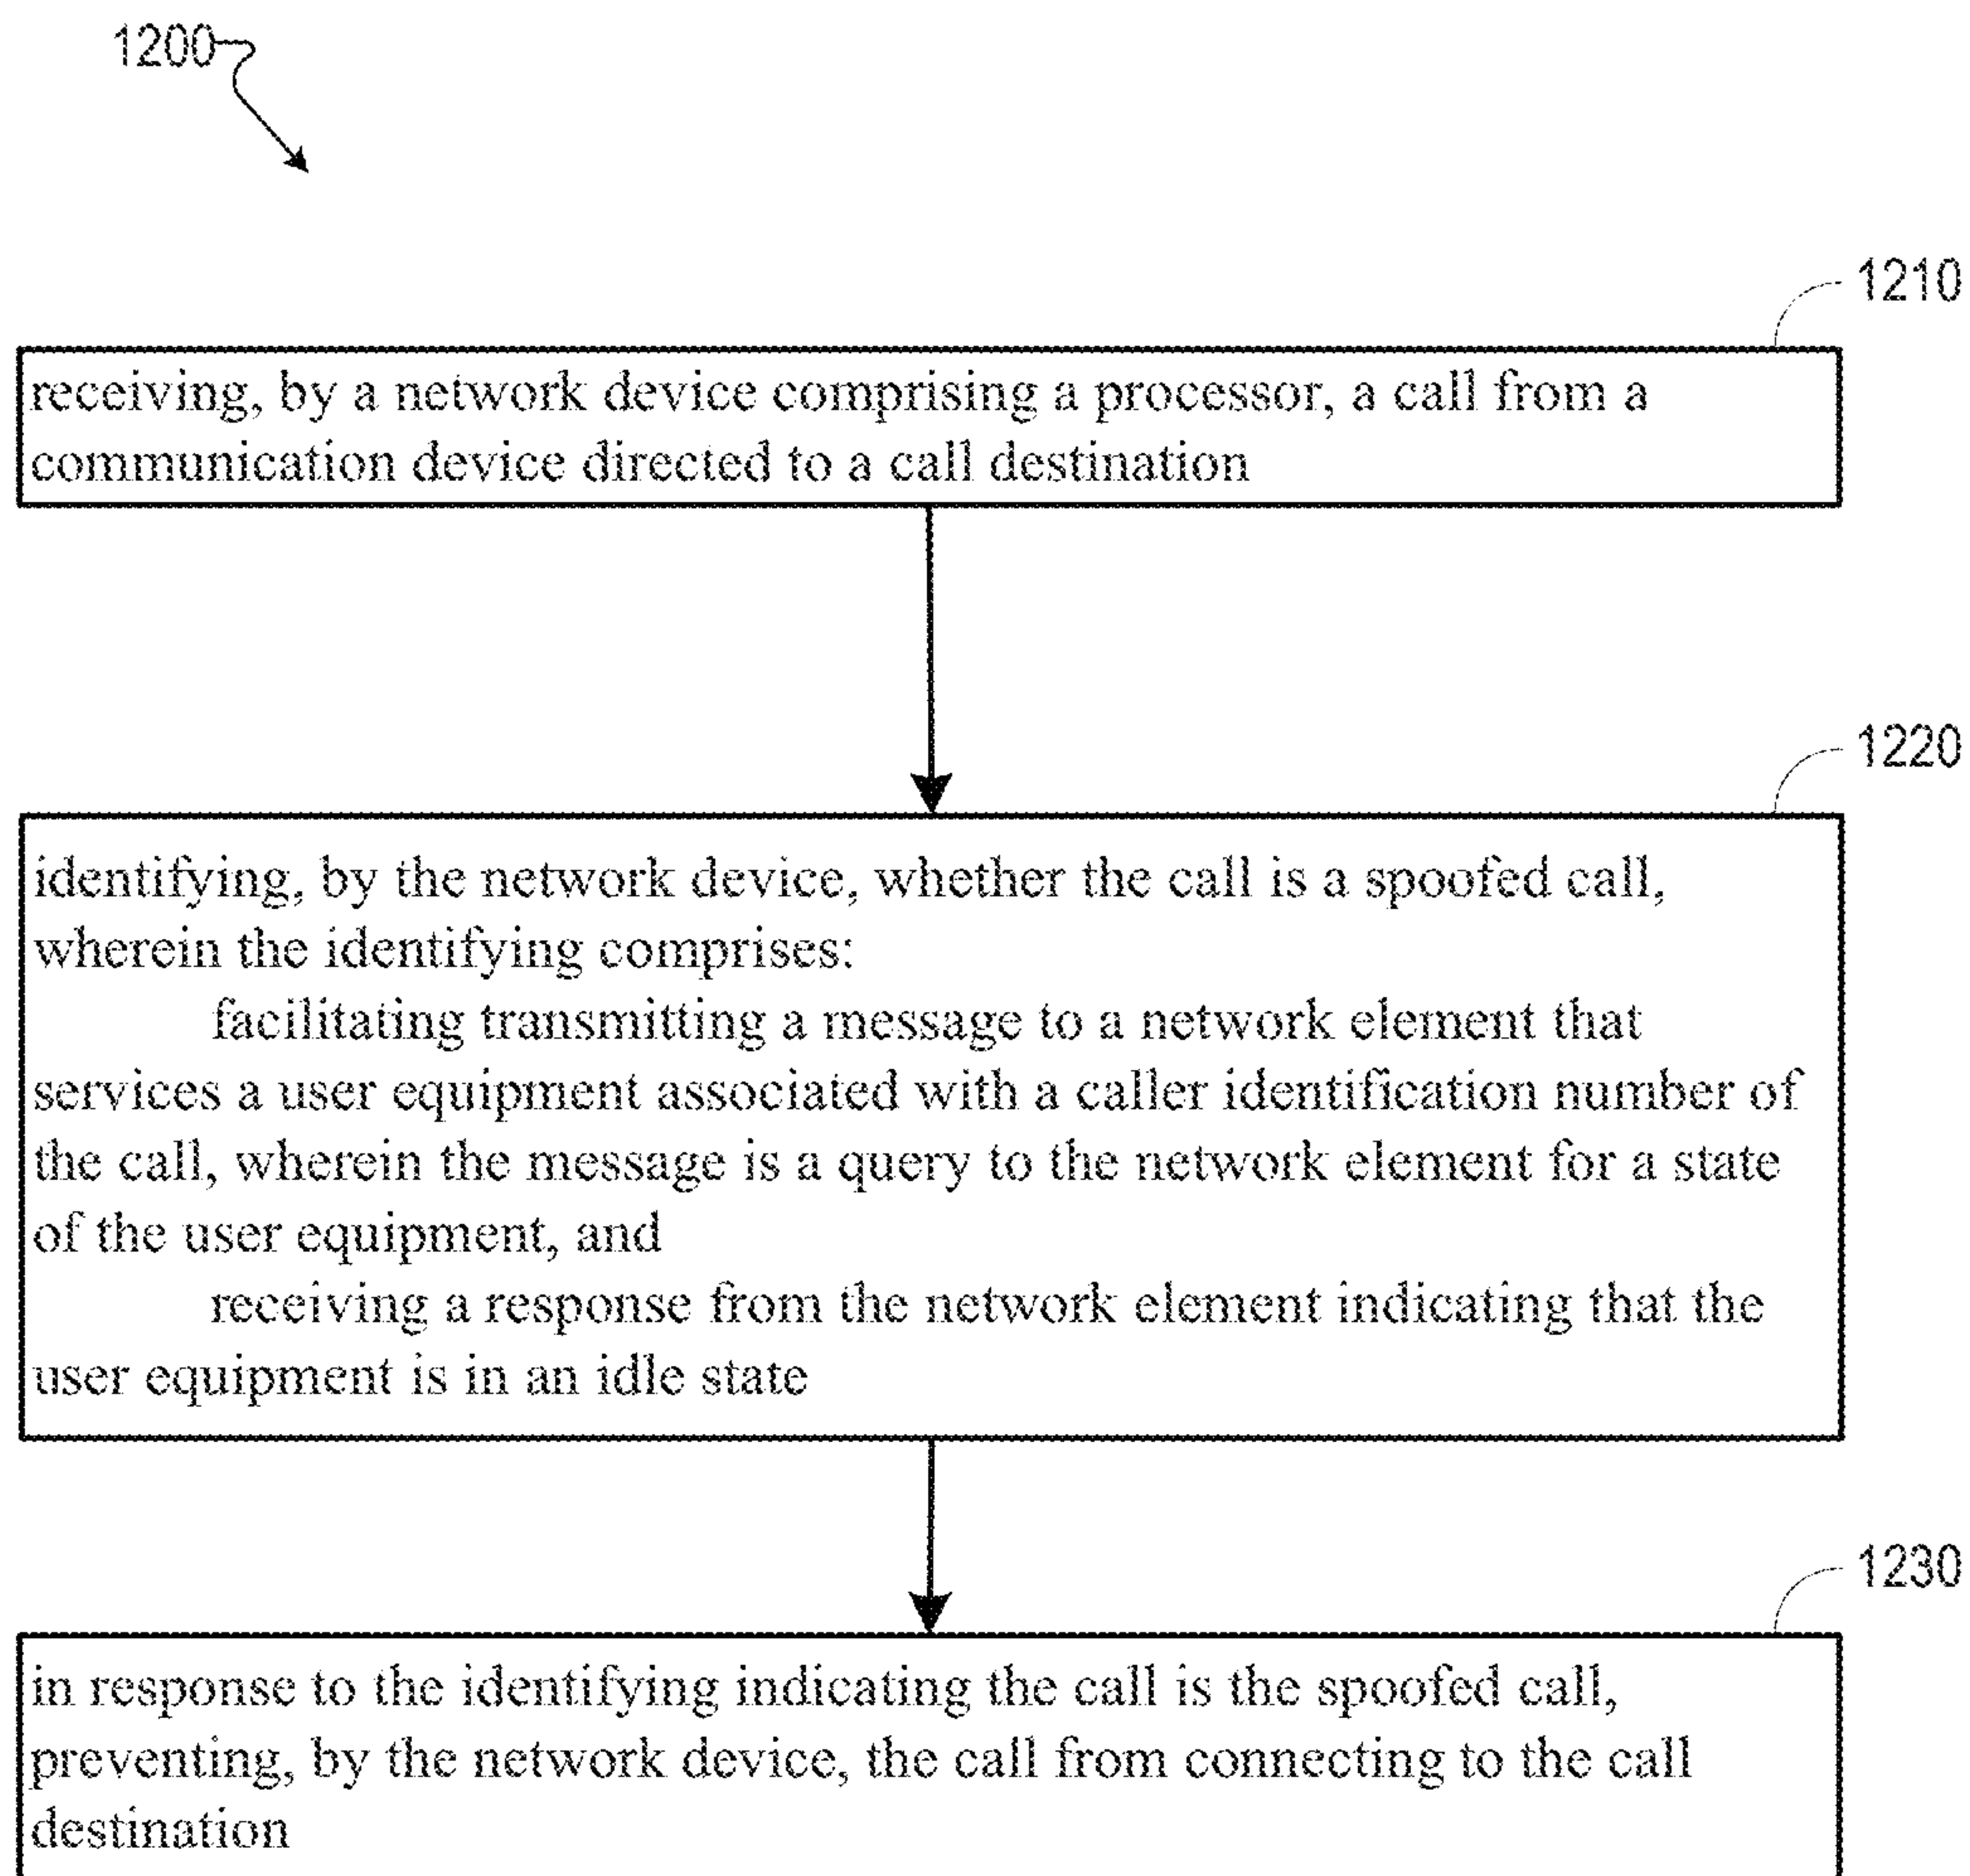 1200
1210
receiving, by a network device comprising a processor, a call from a
communication device directed to a call destination
1220
identifying, by the network device, whether the call is a spoofed call,
wherein the identifying comprises:
facilitating transmitting a message to a network element that
services a user equipment associated with a caller identification number of
the call, wherein the message is a query to the network element for a state
of the user equipment, and
receiving a response from the network element indicating that the
user equipment is in an idle state
1230
in response to the identifying indicating the call is the spoofed call,
preventing, by the network device, the call from connecting to the call
destination